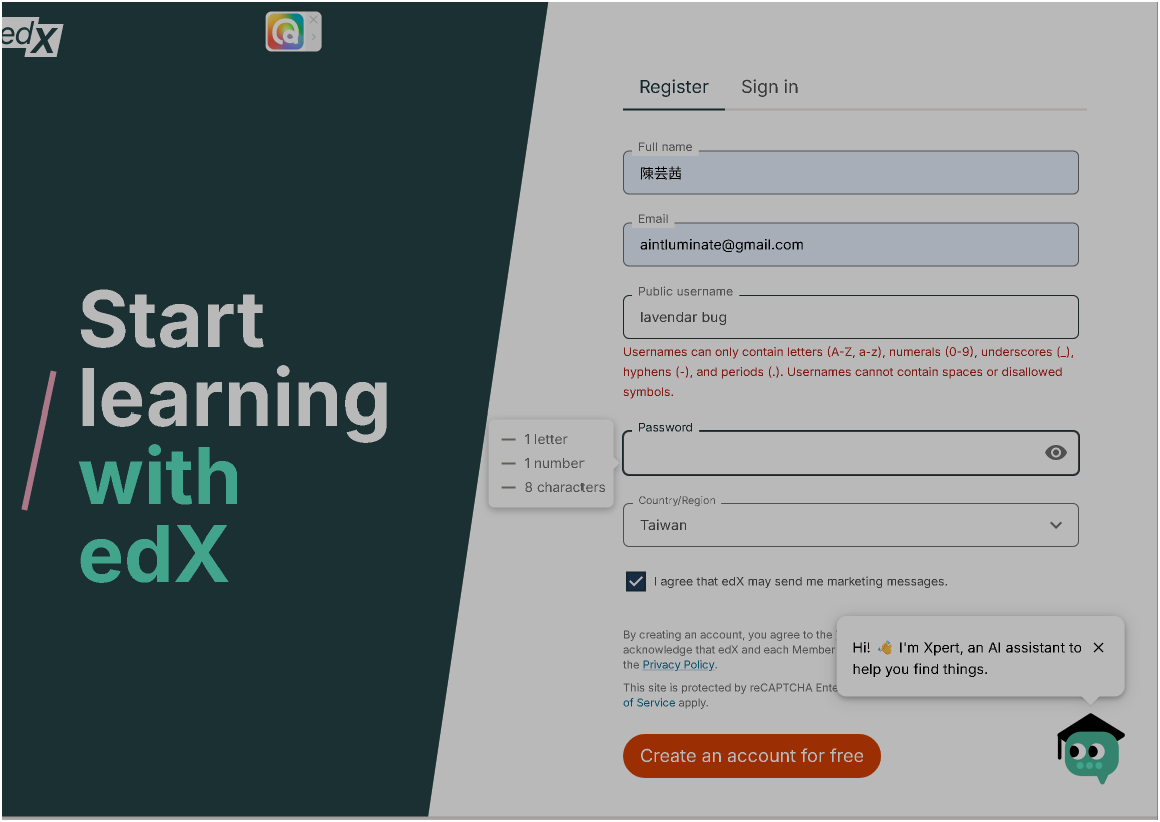 edX
Start
learning
with
edX
Register
Sign in
Full name
陳芸茜
Email
aintluminate@gmail.com
Public username
lavendar bug
Usernames can only contain letters (A-Z, a-z), numerals (0-9), underscores (_),
hyphens (-), and periods (.). Usernames cannot contain spaces or disallowed
symbols.
Password
1 letter
1 number
8 characters
Country/Region
Taiwan
I agree that edX may send me marketing messages.
By creating an account, you agree to the
acknowledge that edX and each Member
the Privacy Policy.
This site is protected by reCAPTCHA Ente
of Service apply.
Hi! 👋 I'm Xpert, an AI assistant to
help you find things.
Create an account for free